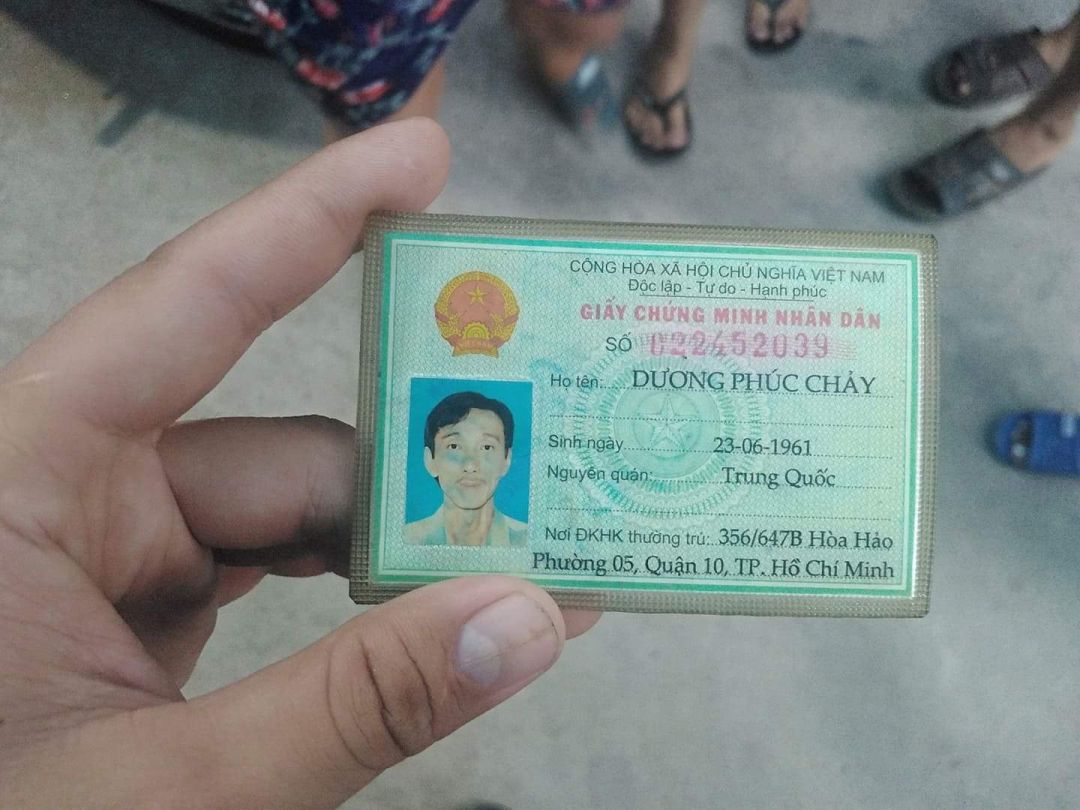 CỘNG HÒA XÃ HỘI CHỦ NGHĨA VIỆT NAM
Độc lập - Tự do - Hạnh phúc
GIẤY CHỨNG MINH NHÂN DÂN
SỐ 022452039
Họ tên: DƯƠNG PHÚC CHẢY
Sinh ngày 23-06-1961
Nguyên quán: Trung Quốc
Nơi ĐKHK thường trú: 356/647B Hòa Hảo
Phường 05, Quận 10, TP. Hồ Chí Minh
VIỆT NAM